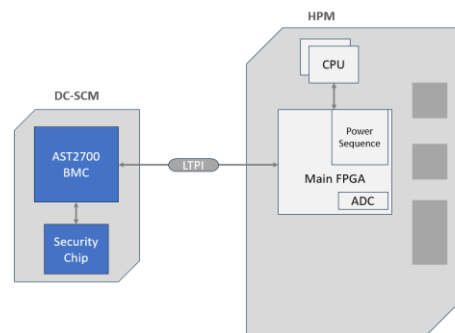 HPM
CPU
DC-SCM
Power
Sequence
AST2700
BMC
LTPI
Main FPGA
ADC
Security
Chip